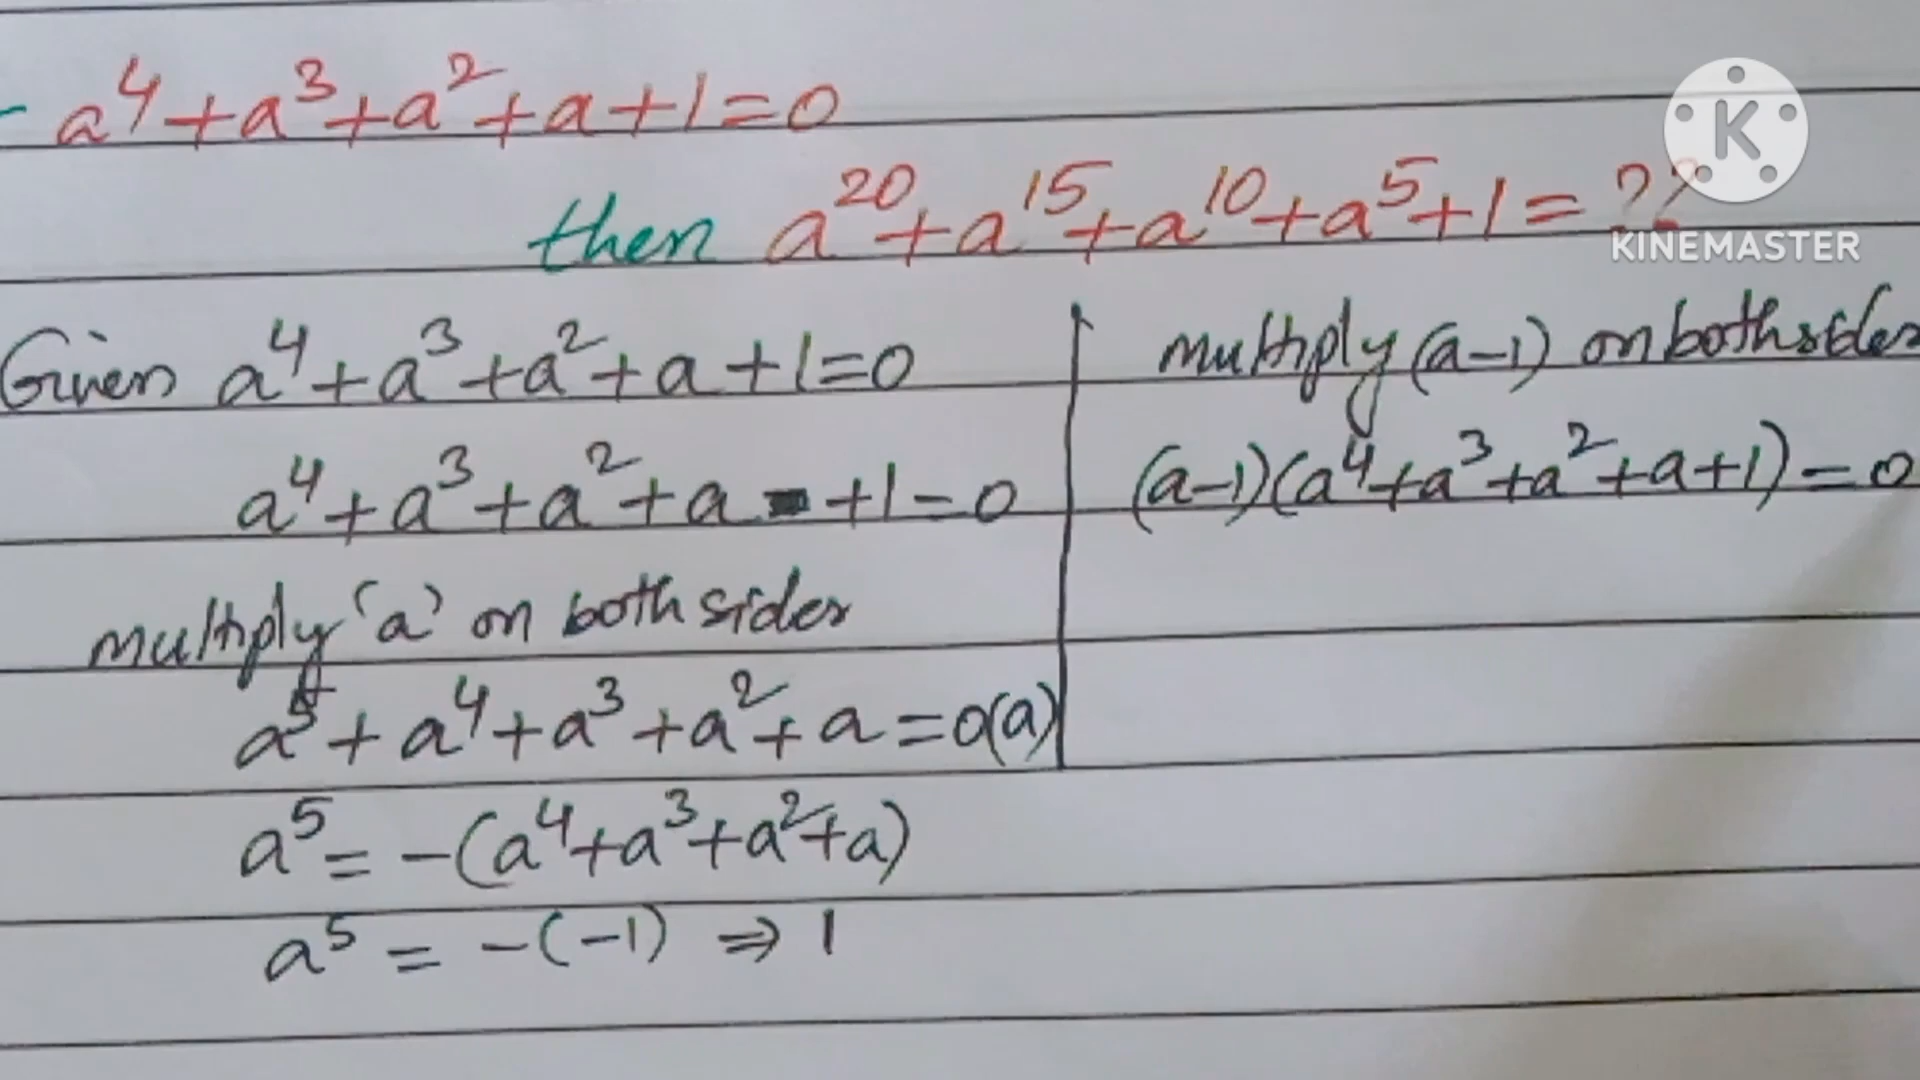 a⁴+a³+a²+a+1=0
then a²⁰+a¹⁵+a¹⁰+a⁵+1=??
K
KINEMASTER
Given a⁴+a³+a²+a+1=0
a⁴+a³+a²+a +1=0
multiply 'a' on both sides
a⁵+a⁴+a³+a²+a=0(a)
a⁵=-(a⁴+a³+a²+a)
a⁵=-(-1) ⇒ 1
multiply (a-1) on both sides
(a-1)(a⁴+a³+a²+a+1)=0